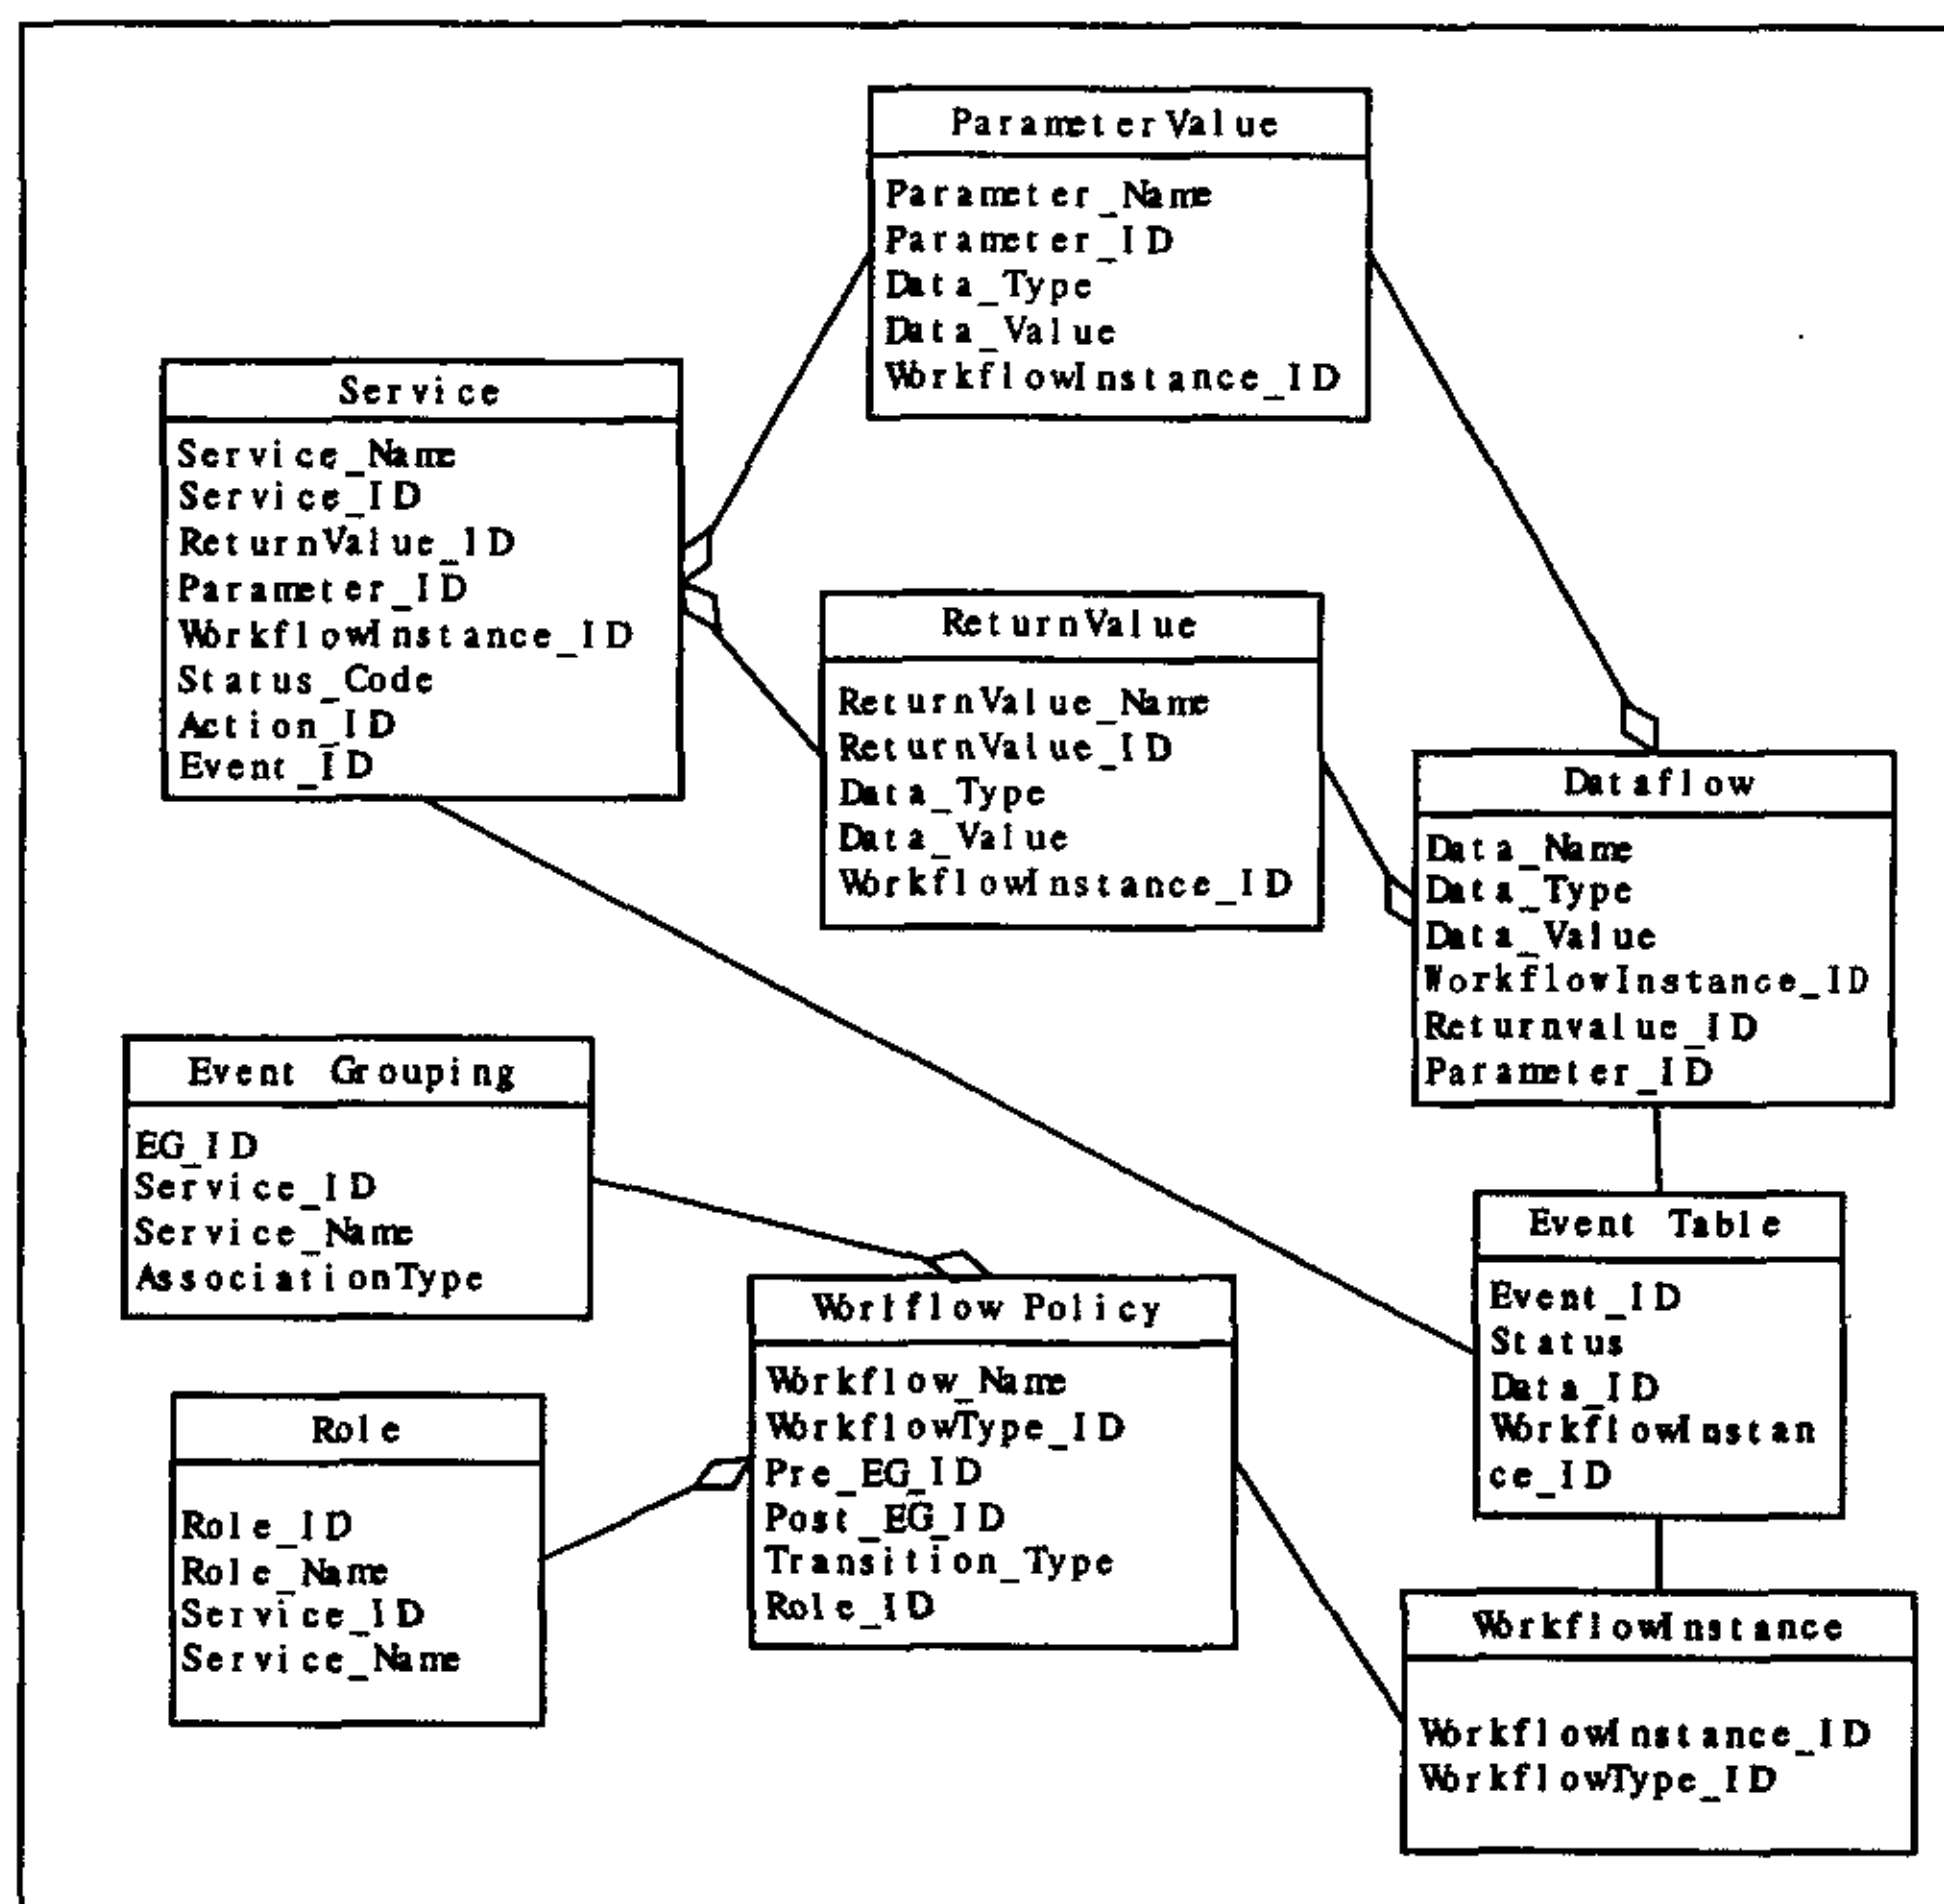 ParameterValue
Parameter_Name
Parameter_ID
Data_Type
Data_Value
WorkflowInstance_ID
Service
Service_Name
Service_ID
ReturnValue_ID
Parameter_ID
WorkflowInstance_ID
Status_Code
Action_ID
Event_ID
ReturnValue
ReturnValue_Name
ReturnValue_ID
Data_Type
Data_Value
WorkflowInstance_ID
Dataflow
Data_Name
Data_Type
Data_Value
WorkflowInstance_ID
Returnvalue_ID
Parameter_ID
Event Grouping
EG_ID
Service_ID
Service_Name
AssociationType
Event Table
Event_ID
Status
Data_ID
WorkflowInstan
ce_ID
Worlflow Policy
Workflow_Name
WorkflowType_ID
Pre_EG_ID
Post_EG_ID
Transition_Type
Role_ID
Role
Role_ID
Role_Name
Service_ID
Service_Name
WorkflowInstance
WorkflowInstance_ID
WorkflowType_ID